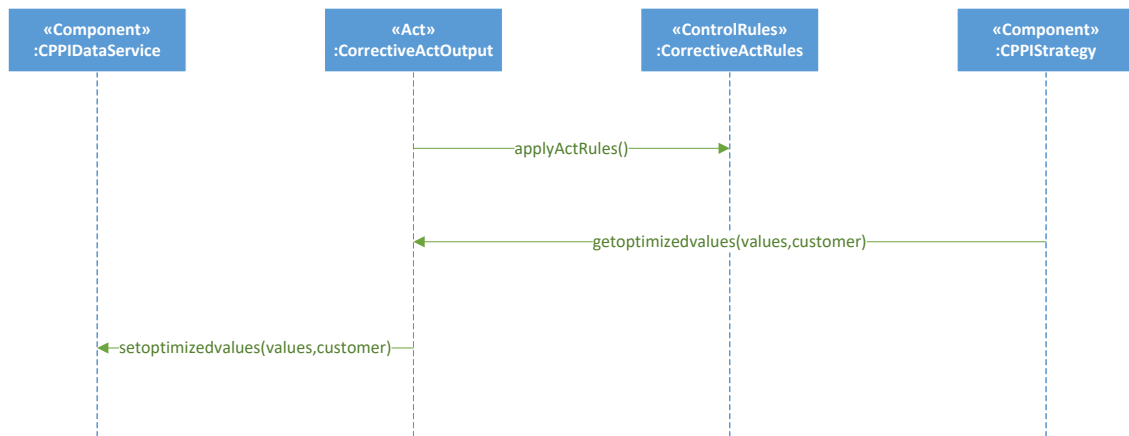 «Component»
:CPPIDataService
«Act»
:CorrectiveActOutput
«ControlRules»
:CorrectiveActRules
«Component»
:CPPIStrategy
applyActRules()
getoptimizedvalues(values,customer)
setoptimizedvalues(values,customer)